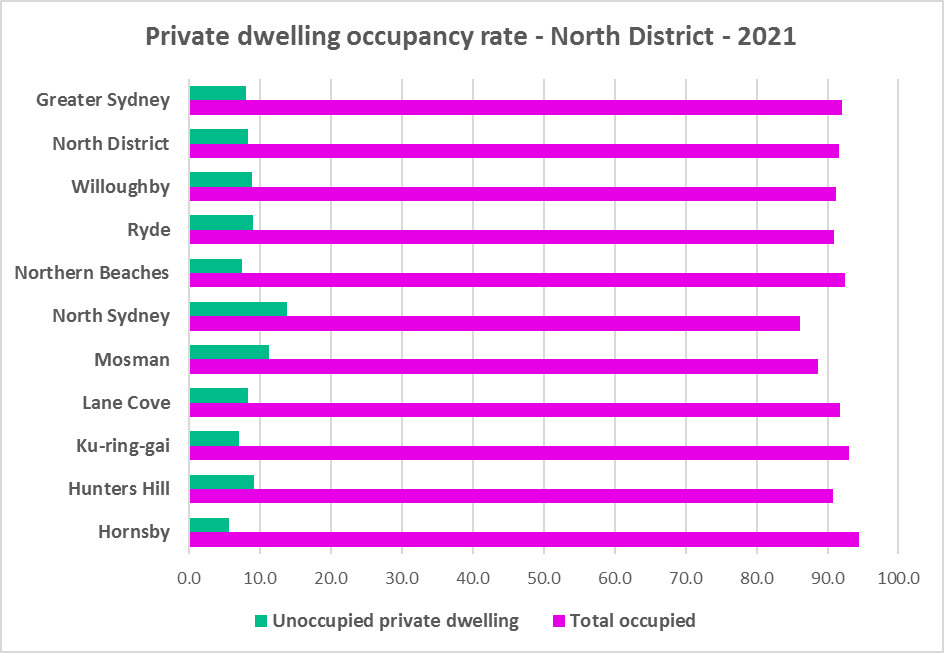 Private dwelling occupancy rate - North District - 2021
Greater Sydney
North District
Willoughby
Ryde
Northern Beaches
North Sydney
Mosman
Lane Cove
Ku-ring-gai
Hunters Hill
Hornsby
0.0 10.0 20.0 30.0 40.0 50.0 60.0 70.0 80.0 90.0 100.0
Unoccupied private dwelling Total occupied